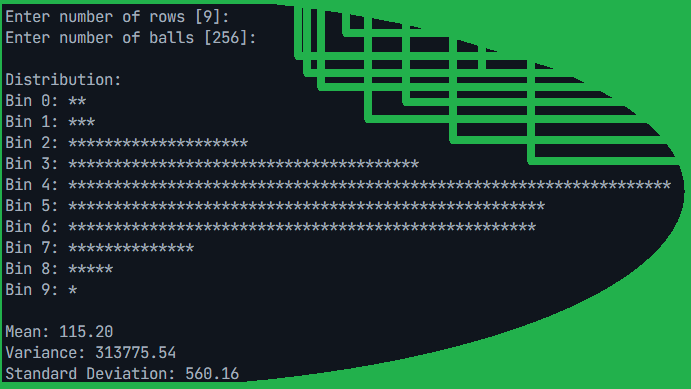 Enter number of rows [9]:
Enter number of balls [256]:
Distribution:
Bin 0: **
Bin 1: ***
Bin 2: ********************
Bin 3: ***************************************
Bin 4: *******************************************************************
Bin 5: *****************************************************
Bin 6: ****************************************************
Bin 7: **************
Bin 8: *****
Bin 9: *
Mean: 115.20
Variance: 313775.54
Standard Deviation: 560.16